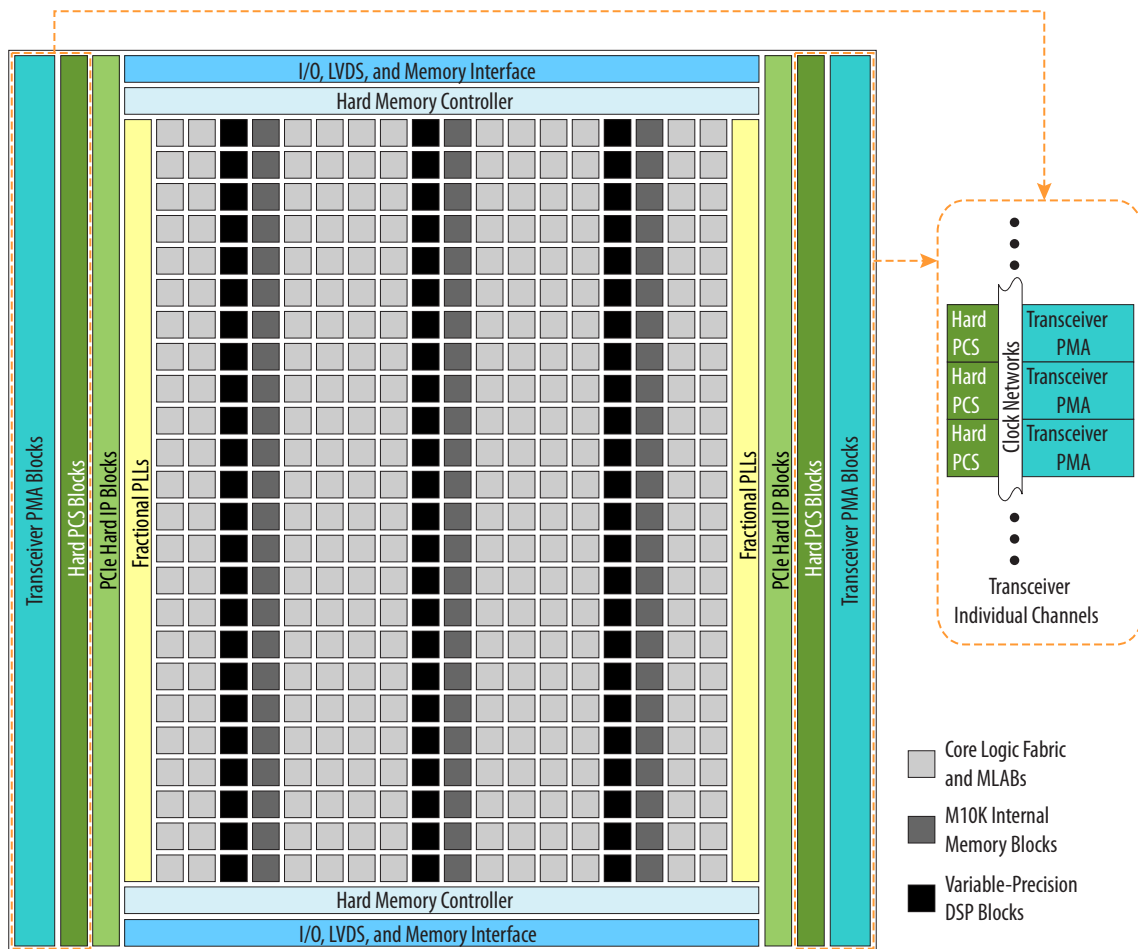 I/O, LVDS, and Memory Interface
Hard Memory Controller
Transceiver PMA Blocks
Hard PCS Blocks
PCIe Hard IP Blocks
Fractional PLLs
Fractional PLLs
PCIe Hard IP Blocks
Hard PCS Blocks
Transceiver PMA Blocks
Hard Memory Controller
I/O, LVDS, and Memory Interface
Hard
PCS
Transceiver
PMA
Hard
PCS
Transceiver
PMA
Hard
PCS
Transceiver
PMA
Clock Networks
Transceiver
Individual Channels
Core Logic Fabric
and MLABs
M10K Internal
Memory Blocks
Variable-Precision
DSP Blocks